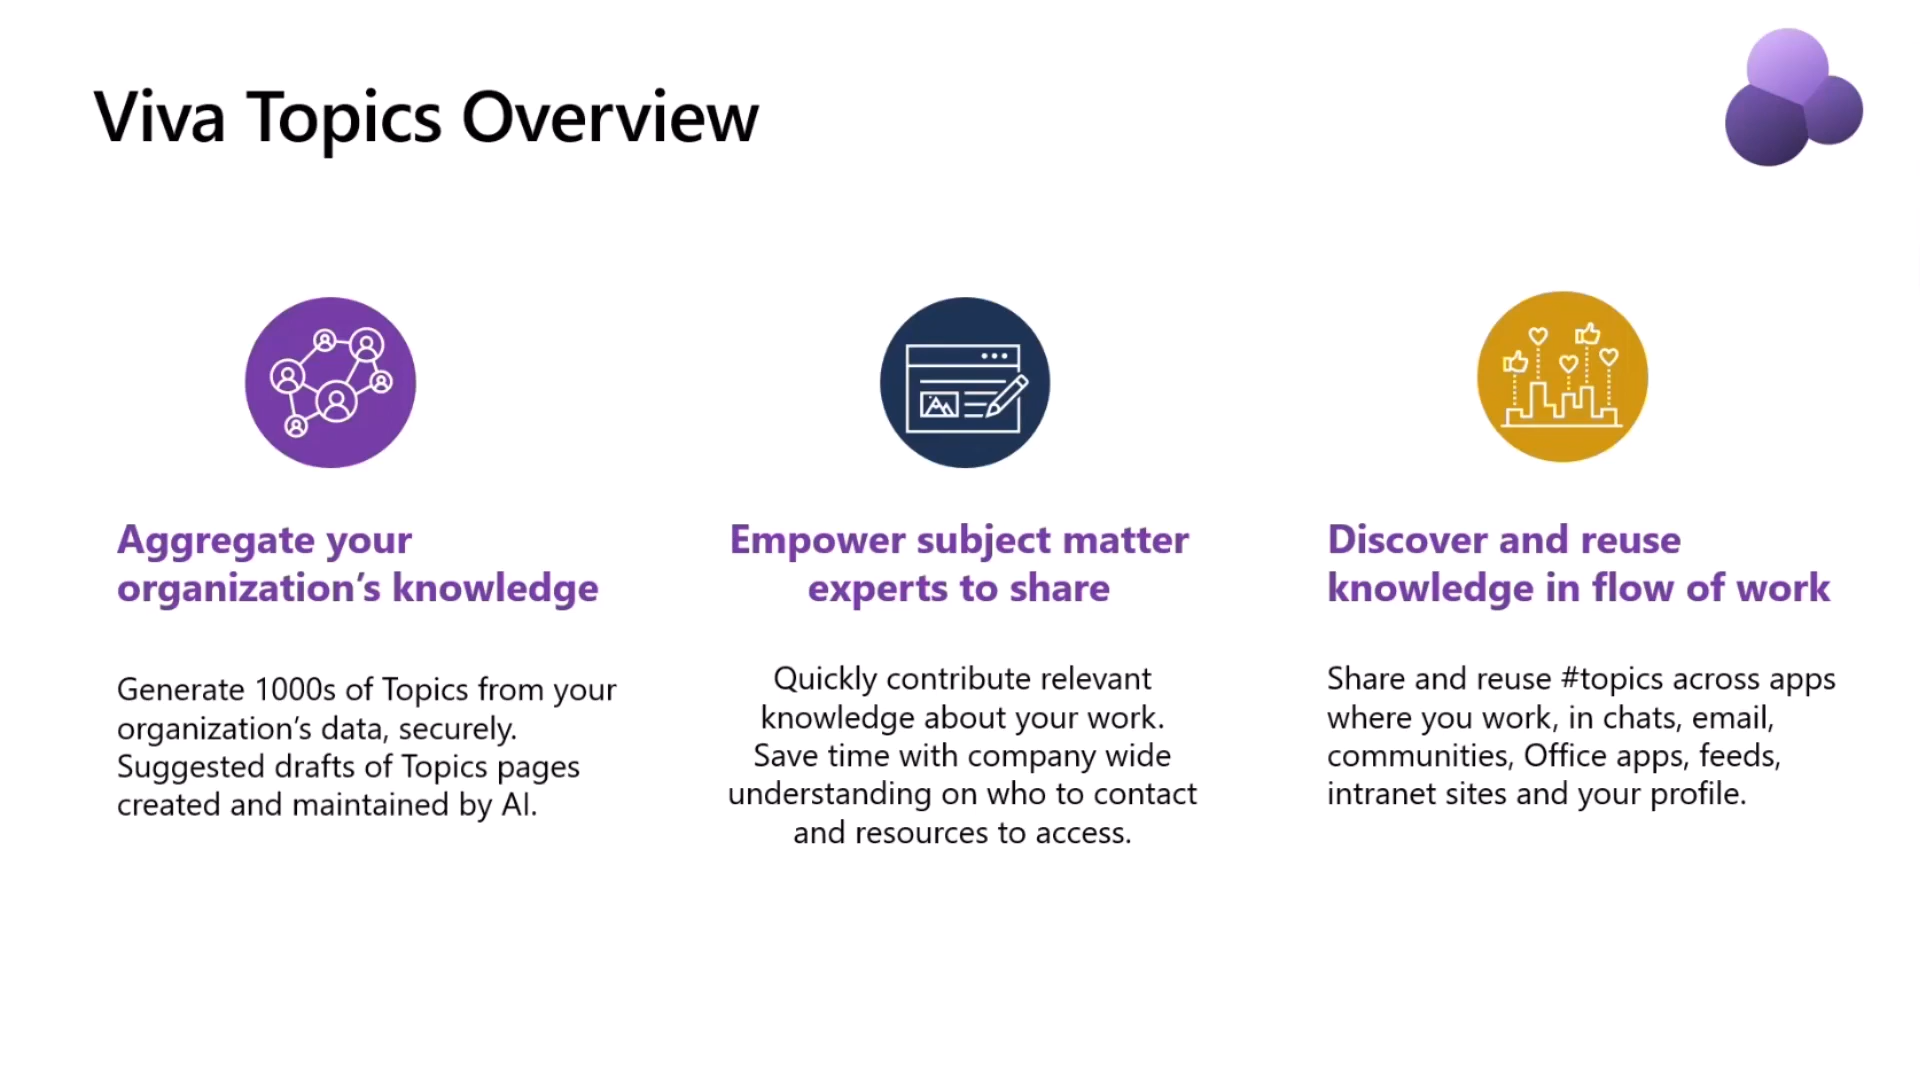 Viva Topics Overview
Aggregate your
organization’s knowledge
Generate 1000s of Topics from your
organization’s data, securely.
Suggested drafts of Topics pages
created and maintained by AI.
Empower subject matter
experts to share
Quickly contribute relevant
knowledge about your work.
Save time with company wide
understanding on who to contact
and resources to access.
Discover and reuse
knowledge in flow of work
Share and reuse #topics across apps
where you work, in chats, email,
communities, Office apps, feeds,
intranet sites and your profile.